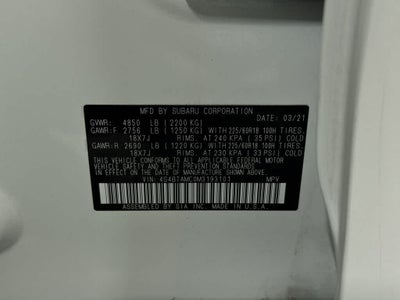 MFD. BY SUBARU CORPORATION
DATE: 03/21
GVWR: 4850 LB (2200 KG)
GAWR:F. 2756 LB (1250 KG) WITH 225/60R18 100H TIRES,
18X7J RIMS, AT 240 KPA (35 PSI) COLD
GAWR:R. 2690 LB (1220 KG) WITH 225/60R18 100H TIRES,
18X7J RIMS, AT 230 KPA (33 PSI) COLD
THIS VEHICLE CONFORMS TO ALL APPLICABLE FEDERAL
MOTOR VEHICLE SAFETY AND THEFT PREVENTION STANDARDS
IN EFFECT ON THE DATE OF MANUFACTURE SHOWN ABOVE.
VIN: MPV
ASSEMBLED BY SIA, MADE IN U.S.A.